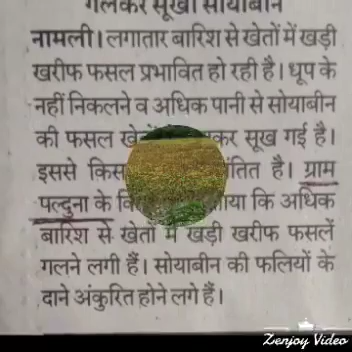 गलकर सूखी सोयाबीन
नामली। लगातार बारिश से खेतों में खड़ी
खरीफ फसल प्रभावित हो रही है। धूप के
नहीं निकलने व अधिक पानी से सोयाबीन
की फसल कर सूख गई है।
इससे है। ग्राम
पल्दुना के कि अधिक
बारिश से खेतों में खड़ी खरीफ फसलें
गलने लगी हैं। सोयाबीन की फलियों के
दाने अंकुरित होने लगे हैं।
Zenjoy Video